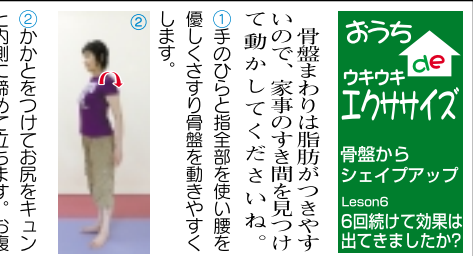 おうち
de
ウキウキ
エクササイズ
骨盤から
シェイプアップ
Leson6
6回続けて効果は
出てきましたか?
骨盤まわりは脂肪がつきやす
いので、家事のすき間を見つけ
て動かしてくださいね。
①手のひらと指全部を使い腰を
優しくさすり骨盤を動きやすく
します。
②
②かかとをつけてお尻をキュン
と内側に締めて立ちます。お腹